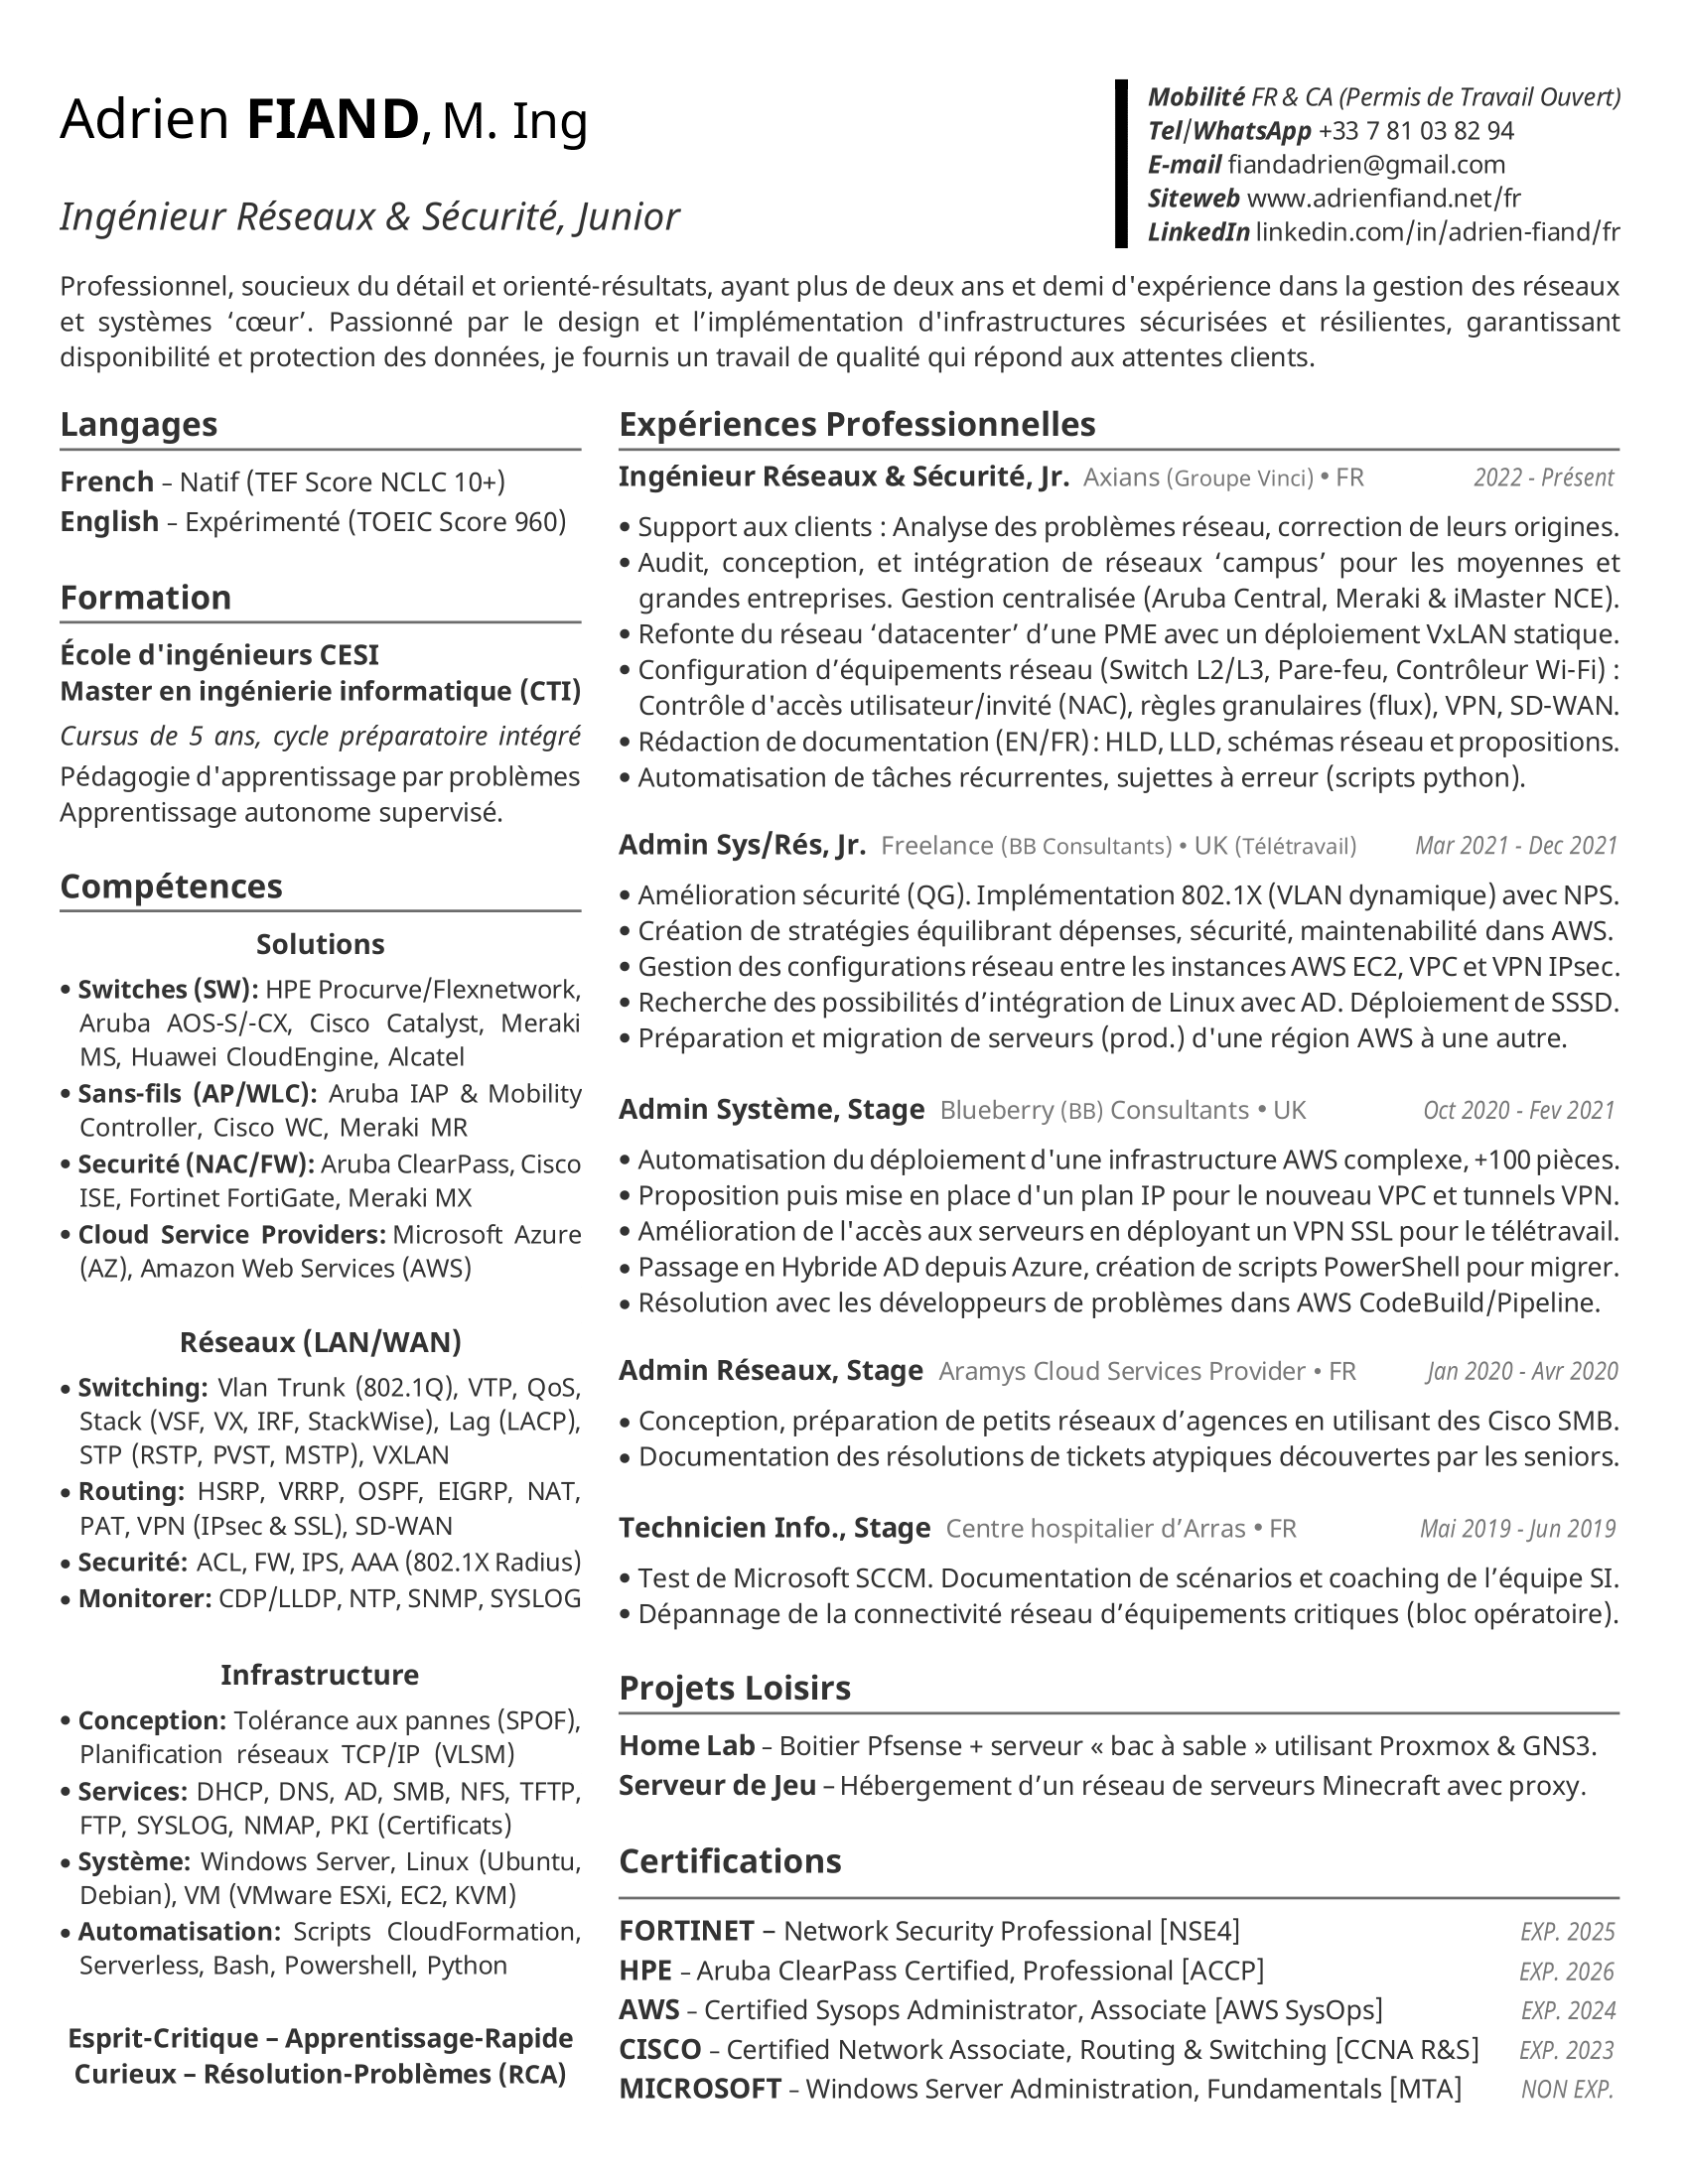 Adrien FIAND, M. Ing
Ingénieur Réseaux & Sécurité, Junior
Mobilité FR & CA (Permis de Travail Ouvert)
Tel/WhatsApp +33 7 81 03 82 94
E-mail fiandadrien@gmail.com
Siteweb www.adrienfiand.net/fr
LinkedIn linkedin.com/in/adrien-fiand/fr
Professionnel, soucieux du détail et orienté-résultats, ayant plus de deux ans et demi d'expérience dans la gestion des réseaux
et systèmes ‘cœur’. Passionné par le design et l’implémentation d'infrastructures sécurisées et résilientes, garantissant
disponibilité et protection des données, je fournis un travail de qualité qui répond aux attentes clients.
Langages
French – Natif (TEF Score NCLC 10+)
English – Expérimenté (TOEIC Score 960)
Formation
École d'ingénieurs CESI
Master en ingénierie informatique (CTI)
Cursus de 5 ans, cycle préparatoire intégré
Pédagogie d'apprentissage par problèmes
Apprentissage autonome supervisé.
Compétences
Solutions
• Switches (SW): HPE Procurve/Flexnetwork,
Aruba AOS-S/-CX, Cisco Catalyst, Meraki
MS, Huawei CloudEngine, Alcatel
• Sans-fils (AP/WLC): Aruba IAP & Mobility
Controller, Cisco WC, Meraki MR
• Securité (NAC/FW): Aruba ClearPass, Cisco
ISE, Fortinet FortiGate, Meraki MX
• Cloud Service Providers: Microsoft Azure
(AZ), Amazon Web Services (AWS)
Réseaux (LAN/WAN)
• Switching: Vlan Trunk (802.1Q), VTP, QoS,
Stack (VSF, VX, IRF, StackWise), Lag (LACP),
STP (RSTP, PVST, MSTP), VXLAN
• Routing: HSRP, VRRP, OSPF, EIGRP, NAT,
PAT, VPN (IPsec & SSL), SD-WAN
• Securité: ACL, FW, IPS, AAA (802.1X Radius)
• Monitorer: CDP/LLDP, NTP, SNMP, SYSLOG
Infrastructure
• Conception: Tolérance aux pannes (SPOF),
Planification réseaux TCP/IP (VLSM)
• Services: DHCP, DNS, AD, SMB, NFS, TFTP,
FTP, SYSLOG, NMAP, PKI (Certificats)
• Système: Windows Server, Linux (Ubuntu,
Debian), VM (VMware ESXi, EC2, KVM)
• Automatisation: Scripts CloudFormation,
Serverless, Bash, Powershell, Python
Esprit-Critique – Apprentissage-Rapide
Curieux – Résolution-Problèmes (RCA)
Expériences Professionnelles
Ingénieur Réseaux & Sécurité, Jr. Axians (Groupe Vinci) • FR 2022 - Présent
• Support aux clients : Analyse des problèmes réseau, correction de leurs origines.
• Audit, conception, et intégration de réseaux ‘campus’ pour les moyennes et
grandes entreprises. Gestion centralisée (Aruba Central, Meraki & iMaster NCE).
• Refonte du réseau ‘datacenter’ d’une PME avec un déploiement VxLAN statique.
• Configuration d’équipements réseau (Switch L2/L3, Pare-feu, Contrôleur Wi-Fi) :
Contrôle d'accès utilisateur/invité (NAC), règles granulaires (flux), VPN, SD-WAN.
• Rédaction de documentation (EN/FR) : HLD, LLD, schémas réseau et propositions.
• Automatisation de tâches récurrentes, sujettes à erreur (scripts python).
Admin Sys/Rés, Jr. Freelance (BB Consultants) • UK (Télétravail) Mar 2021 - Dec 2021
• Amélioration sécurité (QG). Implémentation 802.1X (VLAN dynamique) avec NPS.
• Création de stratégies équilibrant dépenses, sécurité, maintenabilité dans AWS.
• Gestion des configurations réseau entre les instances AWS EC2, VPC et VPN IPsec.
• Recherche des possibilités d’intégration de Linux avec AD. Déploiement de SSSD.
• Préparation et migration de serveurs (prod.) d'une région AWS à une autre.
Admin Système, Stage Blueberry (BB) Consultants • UK Oct 2020 - Fev 2021
• Automatisation du déploiement d'une infrastructure AWS complexe, +100 pièces.
• Proposition puis mise en place d'un plan IP pour le nouveau VPC et tunnels VPN.
• Amélioration de l'accès aux serveurs en déployant un VPN SSL pour le télétravail.
• Passage en Hybride AD depuis Azure, création de scripts PowerShell pour migrer.
• Résolution avec les développeurs de problèmes dans AWS CodeBuild/Pipeline.
Admin Réseaux, Stage Aramys Cloud Services Provider • FR Jan 2020 - Avr 2020
• Conception, préparation de petits réseaux d’agences en utilisant des Cisco SMB.
• Documentation des résolutions de tickets atypiques découvertes par les seniors.
Technicien Info., Stage Centre hospitalier d’Arras • FR Mai 2019 - Jun 2019
• Test de Microsoft SCCM. Documentation de scénarios et coaching de l’équipe SI.
• Dépannage de la connectivité réseau d’équipements critiques (bloc opératoire).
Projets Loisirs
Home Lab – Boitier Pfsense + serveur « bac à sable » utilisant Proxmox & GNS3.
Serveur de Jeu – Hébergement d’un réseau de serveurs Minecraft avec proxy.
Certifications
FORTINET – Network Security Professional [NSE4] EXP. 2025
HPE – Aruba ClearPass Certified, Professional [ACCP] EXP. 2026
AWS – Certified Sysops Administrator, Associate [AWS SysOps] EXP. 2024
CISCO – Certified Network Associate, Routing & Switching [CCNA R&S] EXP. 2023
MICROSOFT – Windows Server Administration, Fundamentals [MTA] NON EXP.